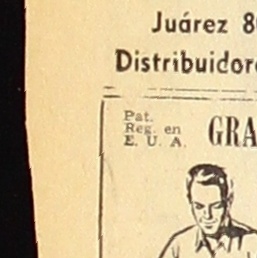 Juárez 8
Distribuidor
Pat.
Reg. en
E. U. A.
GRA